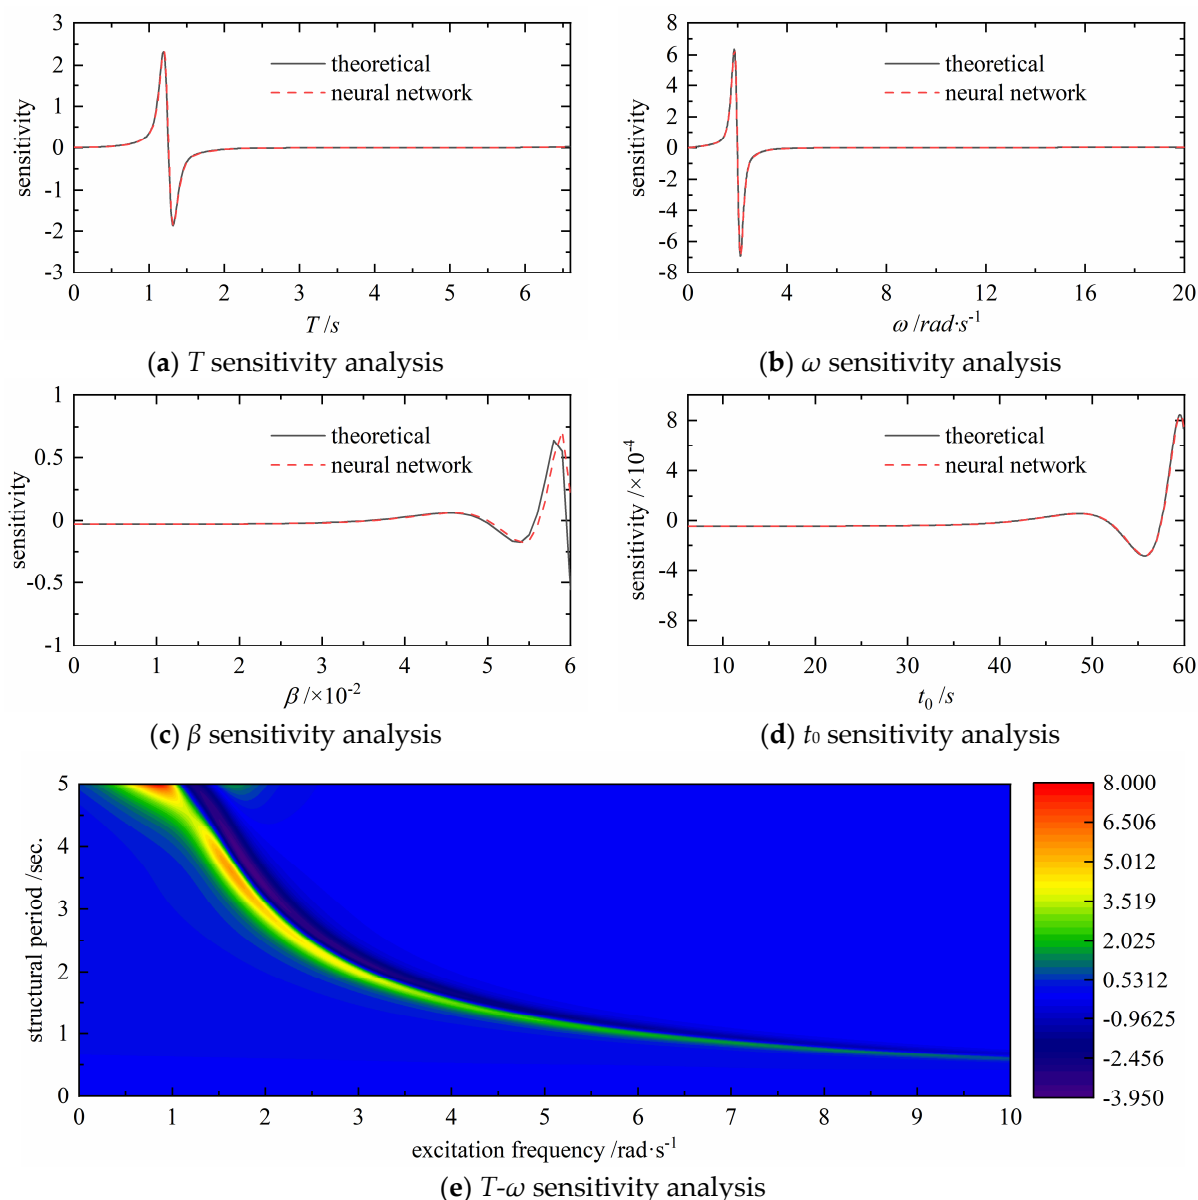 3
2
1
0
-1
-2
-3
sensitivity
theoretical
neural network
0 1 2 3 4 5 6
T /s
(a) T sensitivity analysis
8
6
4
2
0
-2
-4
-6
-8
sensitivity
theoretical
neural network
0 4 8 12 16 20
ω /rad·s⁻¹
(b) ω sensitivity analysis
1
0.5
0
-0.5
-1
sensitivity
theoretical
neural network
0 1 2 3 4 5 6
β /×10⁻²
(c) β sensitivity analysis
8
4
0
-4
-8
sensitivity /×10⁻⁴
theoretical
neural network
10 20 30 40 50 60
t₀ /s
(d) t₀ sensitivity analysis
5
4
3
2
1
0
structural period /sec.
0 1 2 3 4 5 6 7 8 9 10
excitation frequency /rad·s⁻¹
8.000
6.506
5.012
3.519
2.025
0.5312
-0.9625
-2.456
-3.950
(e) T-ω sensitivity analysis